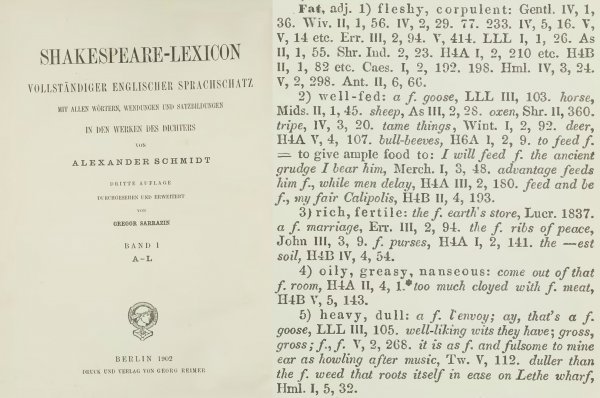 SHAKESPEARE-LEXICON
VOLLSTÄNDIGER ENGLISCHER SPRACHSCHATZ
MIT ALLEN WÖRTERN, WENDUNGEN UND SATZBILDUNGEN
IN DEN WERKEN DES DICHTERS
VON
ALEXANDER SCHMIDT
DRITTE AUFLAGE
DURCHGESEHEN UND ERWEITERT
VON
GREGOR SARRAZIN
BAND I
A-L
BERLIN 1902
DRUCK UND VERLAG VON GEORG REIMER
Fat, adj. 1) fleshy, corpulent: Gentl. IV, 1,
36. Wiv. II, 1, 56. IV, 2, 29. 77. 233. IV, 5, 16. V,
V, 14 etc. Err. III, 2, 94. V, 414. LLL I, 1, 26. As
II, 1, 55. Shr. Ind. 2, 23. H4A I, 2, 210 etc. H4B
II, 1, 82 etc. Caes. I, 2, 192. 198. Hml. IV, 3, 24.
V, 2, 298. Ant. II, 6, 66.
2) well-fed: a f. goose, LLL III, 103. horse,
Mids. II, 1, 45. sheep, As III, 2, 28. oxen, Shr. II, 360.
tripe, IV, 3, 20. tame things, Wint. I, 2, 92. deer,
H4A V, 4, 107. bull-beeves, H6A I, 2, 9. to feed f.
= to give ample food to: I will feed f. the ancient
grudge I bear him, Merch. I, 3, 48. advantage feeds
him f., while men delay, H4A III, 2, 180. feed and be
f., my fair Calipolis, H4B II, 4, 193.
3) rich, fertile: the f. earth's store, Lucr. 1837.
a f. marriage, Err. III, 2, 94. the f. ribs of peace,
John III, 3, 9. f. purses, H4A I, 2, 141. the —est
soil, H4B IV, 4, 54.
4) oily, greasy, nanseous: come out of that
f. room, H4A II, 4, 1.* too much cloyed with f. meat,
H4B V, 5, 143.
5) heavy, dull: a f. l'envoy; ay, that's a f.
goose, LLL III, 105. well-liking wits they have; gross,
gross; f., f. V, 2, 268. it is as f. and fulsome to mine
ear as howling after music, Tw. V, 112. duller than
the f. weed that roots itself in ease on Lethe wharf,
Hml. I, 5, 32.